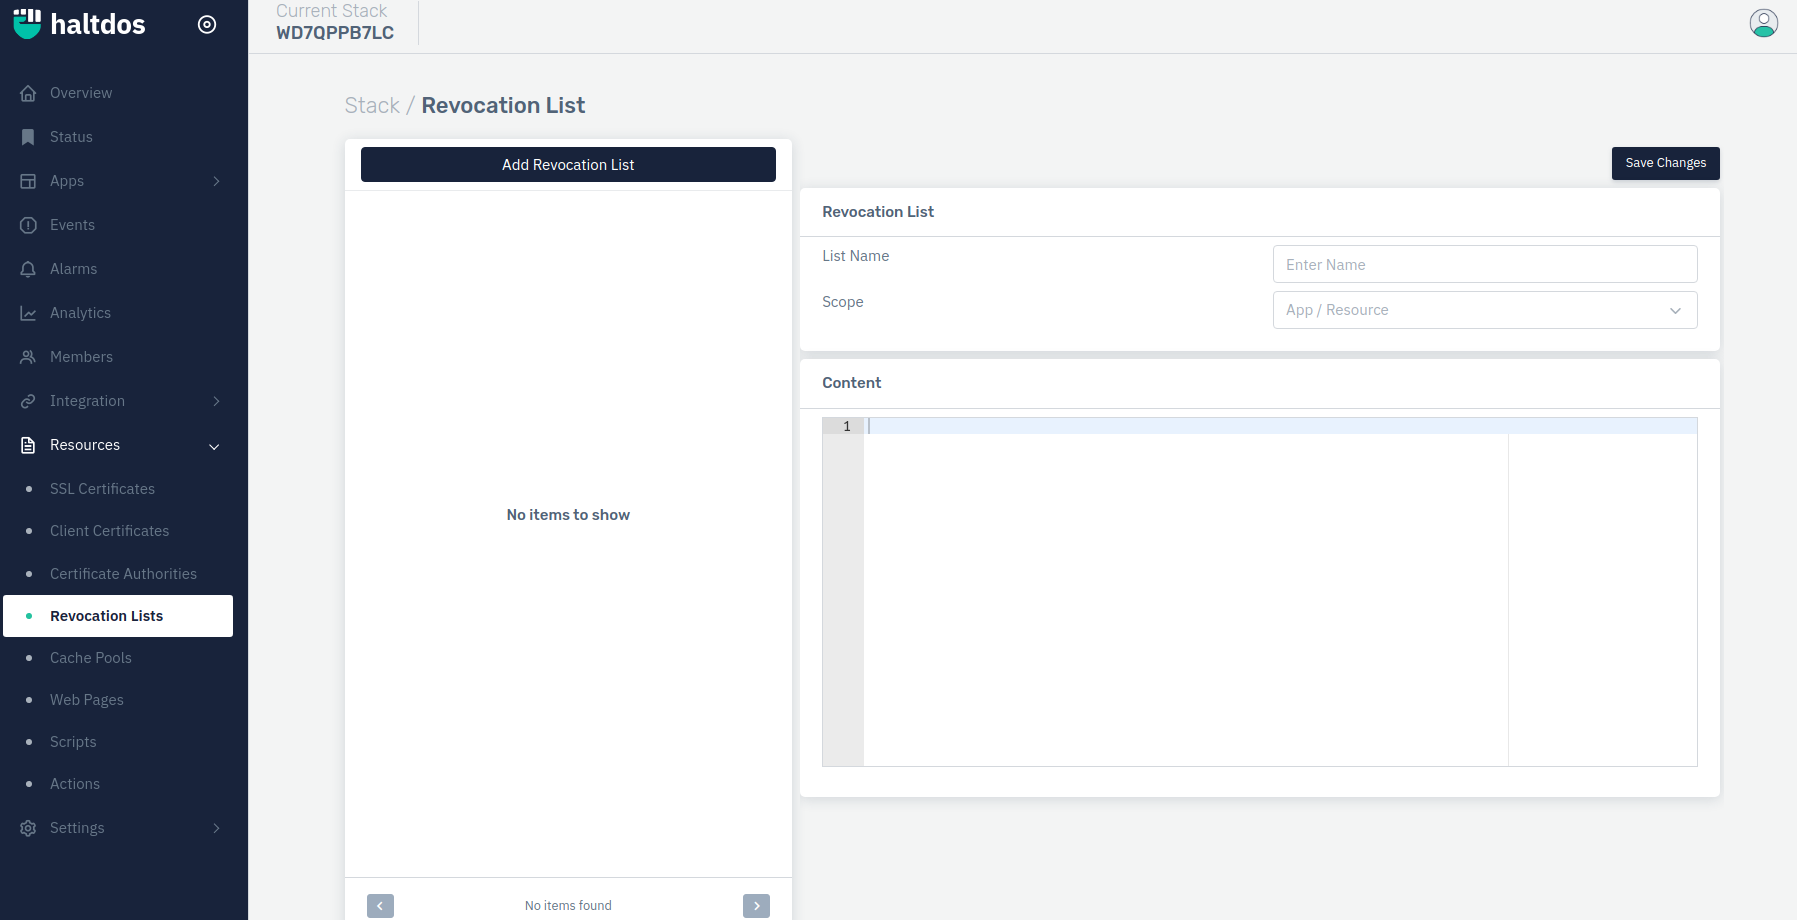 haltdos
Overview
Status
Apps
Events
Alarms
Analytics
Members
Integration
Resources
SSL Certificates
Client Certificates
Certificate Authorities
Revocation Lists
Cache Pools
Web Pages
Scripts
Actions
Settings
Current Stack
WD7QPPB7LC
Stack / Revocation List
Add Revocation List
No items to show
No items found
Save Changes
Revocation List
List Name
Enter Name
Scope
App / Resource
Content
1